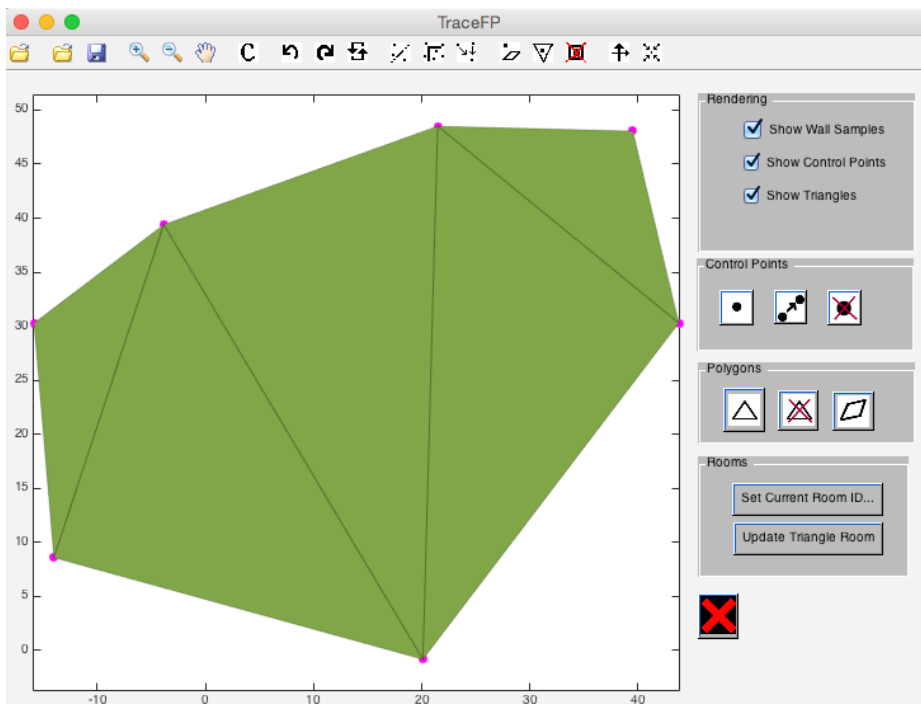 TraceFP
C
50
45
40
35
30
25
20
15
10
5
0
-10
0
10
20
30
40
Rendering
Show Wall Samples
Show Control Points
Show Triangles
Control Points
Polygons
Rooms
Set Current Room ID...
Update Triangle Room